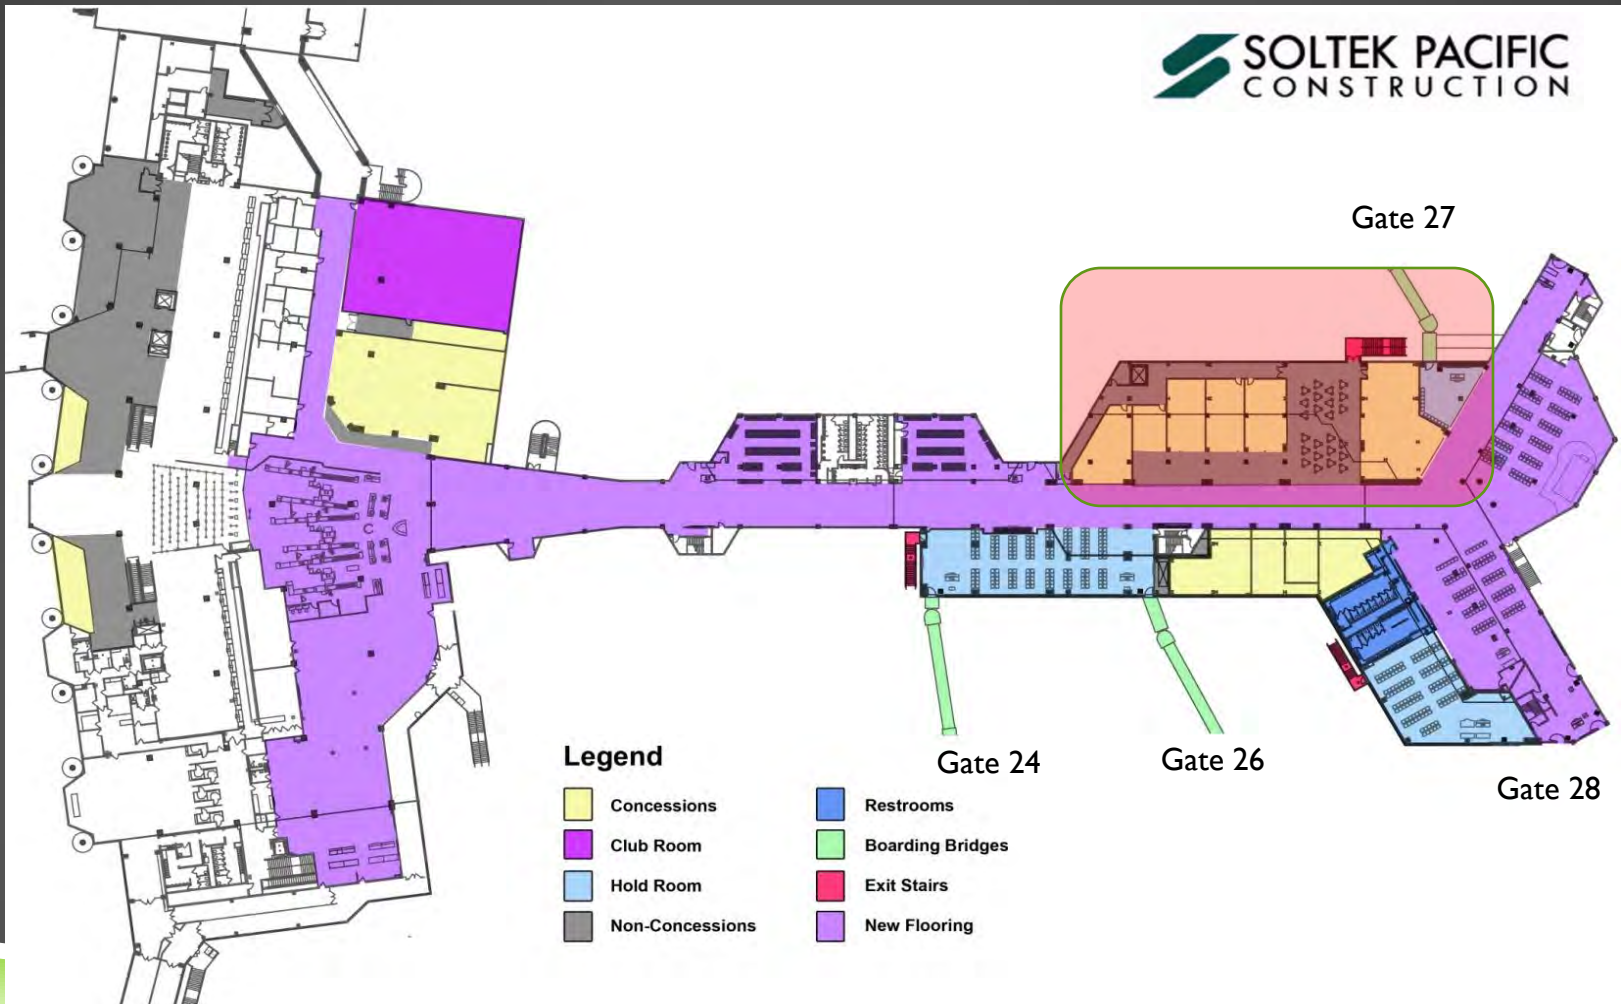 SOLTEK PACIFIC
CONSTRUCTION
Gate 27
Gate 24
Gate 26
Gate 28
Legend
Concessions
Club Room
Hold Room
Non-Concessions
Restrooms
Boarding Bridges
Exit Stairs
New Flooring